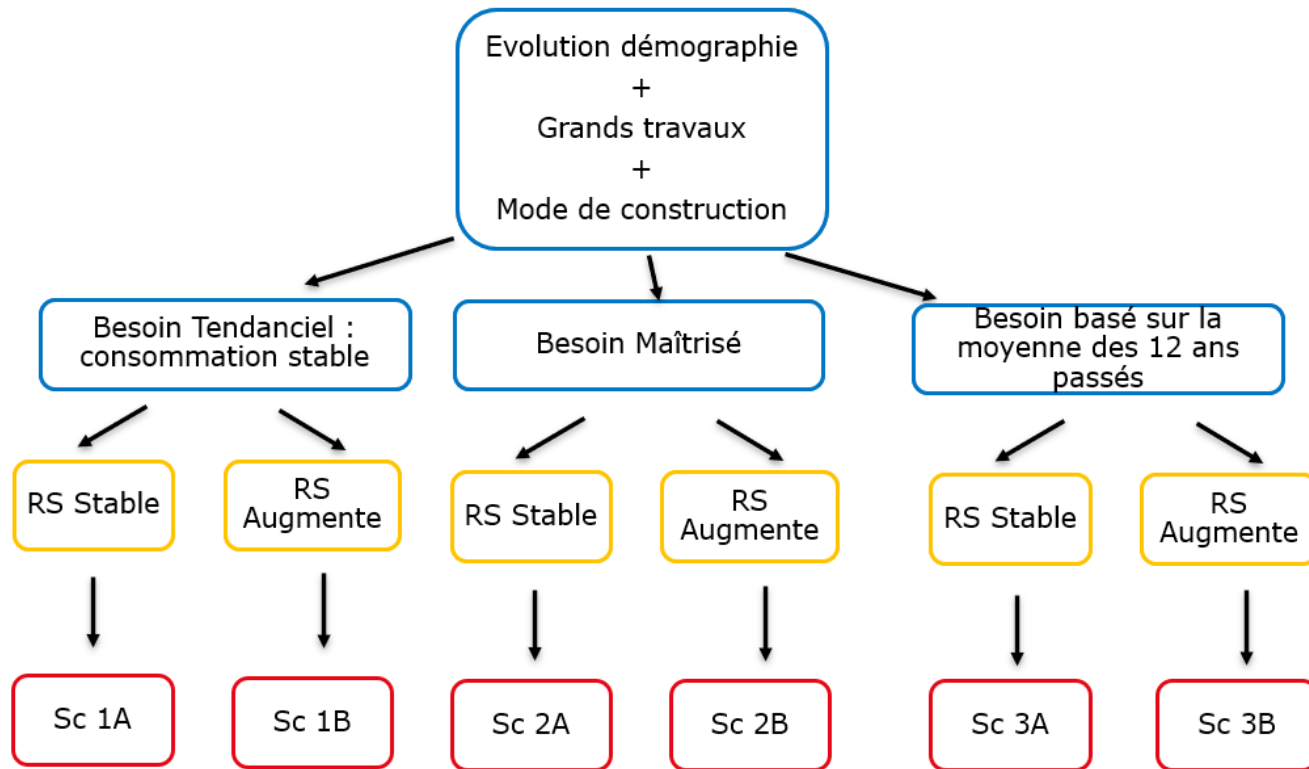 Evolution démographie
+
Grands travaux
+
Mode de construction
Besoin Tendanciel :
consommation stable
Besoin Maîtrisé
Besoin basé sur la
moyenne des 12 ans
passés
RS Stable
RS
Augmente
RS Stable
RS
Augmente
RS Stable
RS
Augmente
Sc 1A
Sc 1B
Sc 2A
Sc 2B
Sc 3A
Sc 3B